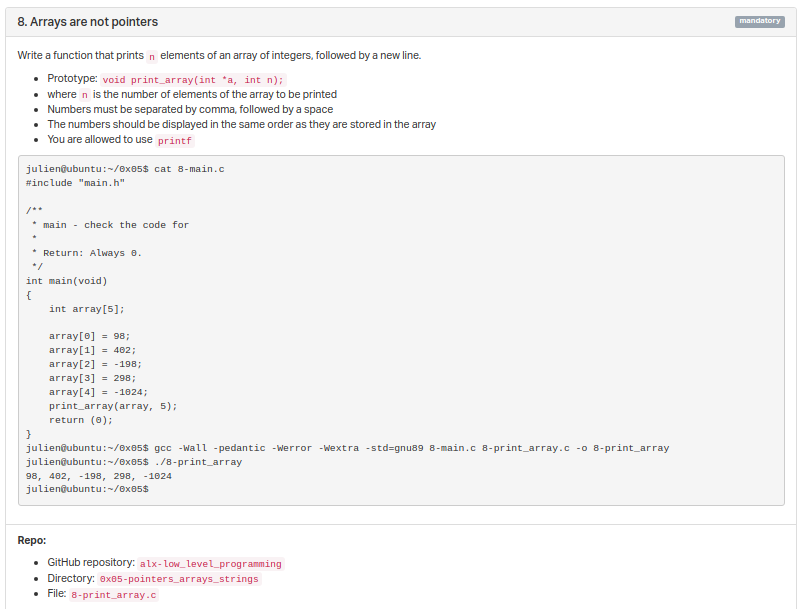 8. Arrays are not pointers
mandatory
Write a function that prints n elements of an array of integers, followed by a new line.
Prototype: void print_array(int *a, int n);
where n is the number of elements of the array to be printed
Numbers must be separated by comma, followed by a space
The numbers should be displayed in the same order as they are stored in the array
You are allowed to use printf
julien@ubuntu:~/0x05$ cat 8-main.c
#include "main.h"

/**
 * main - check the code for
 *
 * Return: Always 0.
 */
int main(void)
{
    int array[5];

    array[0] = 98;
    array[1] = 402;
    array[2] = -198;
    array[3] = 298;
    array[4] = -1024;
    print_array(array, 5);
    return (0);
}
julien@ubuntu:~/0x05$ gcc -Wall -pedantic -Werror -Wextra -std=gnu89 8-main.c 8-print_array.c -o 8-print_array
julien@ubuntu:~/0x05$ ./8-print_array
98, 402, -198, 298, -1024
julien@ubuntu:~/0x05$
Repo:
GitHub repository: alx-low_level_programming
Directory: 0x05-pointers_arrays_strings
File: 8-print_array.c